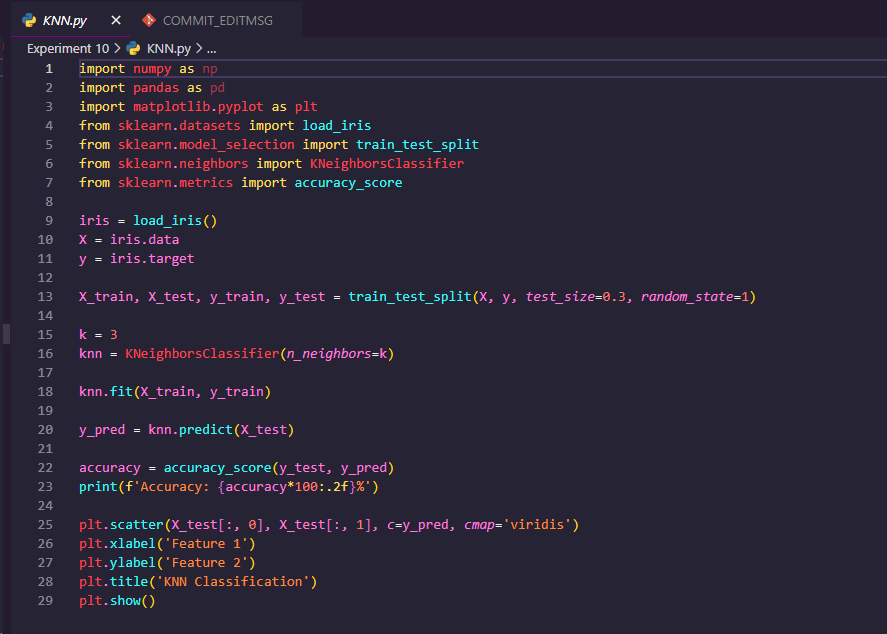 KNN.py × COMMIT_EDITMSG
Experiment 10 > KNN.py > ...
1 import numpy as np
2 import pandas as pd
3 import matplotlib.pyplot as plt
4 from sklearn.datasets import load_iris
5 from sklearn.model_selection import train_test_split
6 from sklearn.neighbors import KNeighborsClassifier
7 from sklearn.metrics import accuracy_score
8
9 iris = load_iris()
10 X = iris.data
11 y = iris.target
12
13 X_train, X_test, y_train, y_test = train_test_split(X, y, test_size=0.3, random_state=1)
14
15 k = 3
16 knn = KNeighborsClassifier(n_neighbors=k)
17
18 knn.fit(X_train, y_train)
19
20 y_pred = knn.predict(X_test)
21
22 accuracy = accuracy_score(y_test, y_pred)
23 print(f'Accuracy: {accuracy*100:.2f}%')
24
25 plt.scatter(X_test[:, 0], X_test[:, 1], c=y_pred, cmap='viridis')
26 plt.xlabel('Feature 1')
27 plt.ylabel('Feature 2')
28 plt.title('KNN Classification')
29 plt.show()